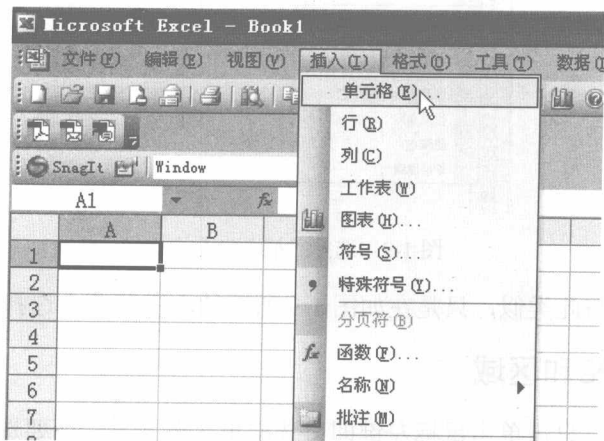 Microsoft Excel - Book1
文件(F) 编辑(E) 视图(V) 插入(I) 格式(O) 工具(T) 数据(D
SnagIt Window
A1 fx
A B
1
2
3
4
5
6
7
单元格(E)...
行(R)
列(C)
工作表(W)
图表(H)...
符号(S)...
特殊符号(Y)...
分页符(B)
fx 函数(F)...
名称(N)
批注(M)